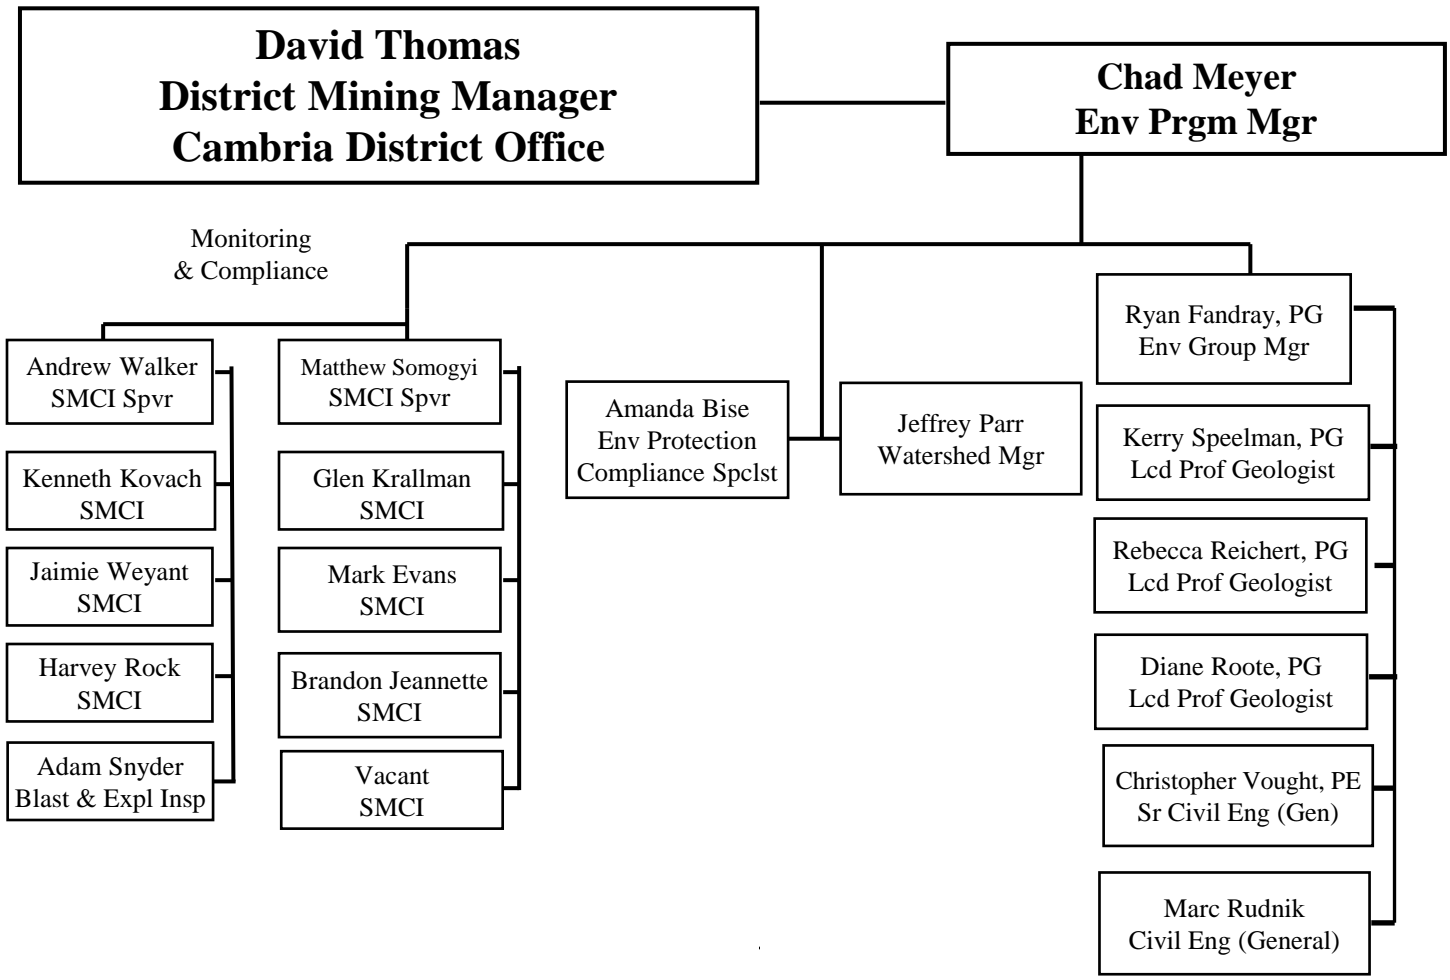 David Thomas
District Mining Manager
Cambria District Office
Chad Meyer
Env Prgm Mgr
Monitoring
& Compliance
Andrew Walker
SMCI Spvr
Kenneth Kovach
SMCI
Jaimie Weyant
SMCI
Harvey Rock
SMCI
Adam Snyder
Blast & Expl Insp
Matthew Somogyi
SMCI Spvr
Glen Krallman
SMCI
Mark Evans
SMCI
Brandon Jeannette
SMCI
Vacant
SMCI
Amanda Bise
Env Protection
Compliance Spclst
Jeffrey Parr
Watershed Mgr
Ryan Fandray, PG
Env Group Mgr
Kerry Speelman, PG
Lcd Prof Geologist
Rebecca Reichert, PG
Lcd Prof Geologist
Diane Roote, PG
Lcd Prof Geologist
Christopher Vought, PE
Sr Civil Eng (Gen)
Marc Rudnik
Civil Eng (General)